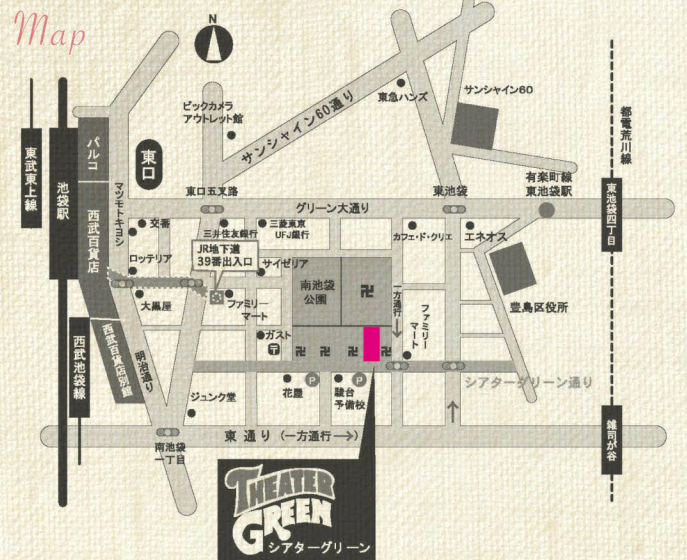 Map
N
ビックカメラ
アウトレット館
サンシャイン60通り
東急ハンズ
サンシャイン60
都電荒川線
東武東上線
池袋駅
パルコ
東口
マツモトキヨシ
西武百貨店
東口五叉路
グリーン大通り
東池袋
有楽町線
東池袋駅
東池袋四丁目
交番
三井住友銀行
三菱東京
UFJ銀行
カフェ・ド・クリエ
エネオス
JR地下道
39番出入口
ロッテリア
サイゼリア
南池袋
公園
卍
一方通行→
大黒屋
ファミリー
マート
ファミリー
マート
豊島区役所
西武池袋線
西武百貨店別館
明治通り
ガスト
〒
卍
卍
卍
卍
シアターグリーン通り
ジュンク堂
花屋
P
駿台
予備校
P
雑司が谷
南池袋
一丁目
東通り(一方通行→)
THEATER
GREEN
シアターグリーン